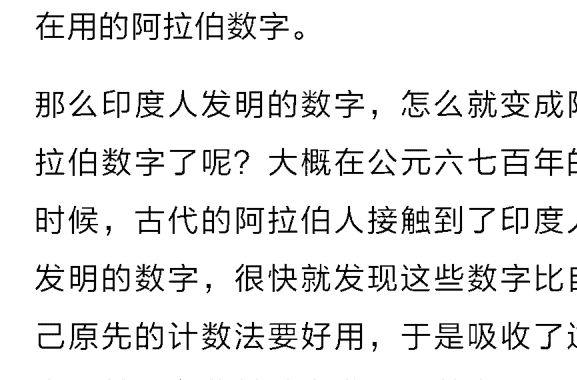 在用的阿拉伯数字。
那么印度人发明的数字，怎么就变成
拉伯数字了呢？大概在公元六七百年
时候，古代的阿拉伯人接触到了印度
发明的数字，很快就发现这些数字比
己原先的计数法要好用，于是吸收了